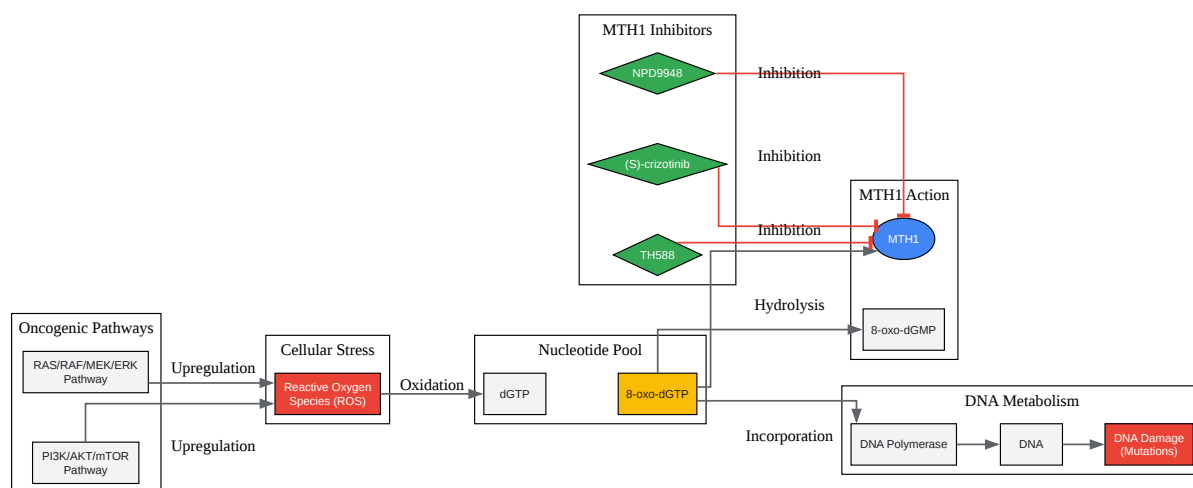 MTH1 Inhibitors
NPD9948
Inhibition
(S)-crizotinib
Inhibition
MTH1 Action
TH588
Inhibition
MTH1
Hydrolysis
8-oxo-dGMP
Oncogenic Pathways
RAS/RAF/MEK/ERK
Pathway
Upregulation
PI3K/AKT/mTOR
Pathway
Upregulation
Cellular Stress
Reactive Oxygen
Species (ROS)
Oxidation
Nucleotide Pool
dGTP
8-oxo-dGTP
Incorporation
DNA Metabolism
DNA Polymerase
DNA
DNA Damage
(Mutations)